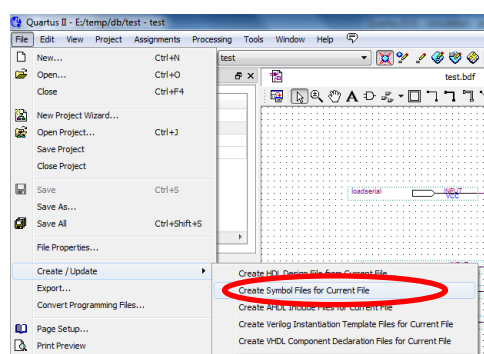 Quartus II - E:/temp/db/test - test
File Edit View Project Assignments Processing Tools Window Help
New... Ctrl+N
test
Open... Ctrl+O
test.bdf
Close Ctrl+F4
New Project Wizard...
Open Project... Ctrl+J
Save Project
Close Project
Save Ctrl+S
loadserial INPUT
VCC
Save As...
Save All Ctrl+Shift+S
File Properties...
Create / Update
Create HDL Design File from Current File
Export...
Create Symbol Files for Current File
Convert Programming Files...
Create AHDL Include Files for Current File
Page Setup...
Create Verilog Instantiation Template Files for Current File
Print Preview
Create VHDL Component Declaration Files for Current File